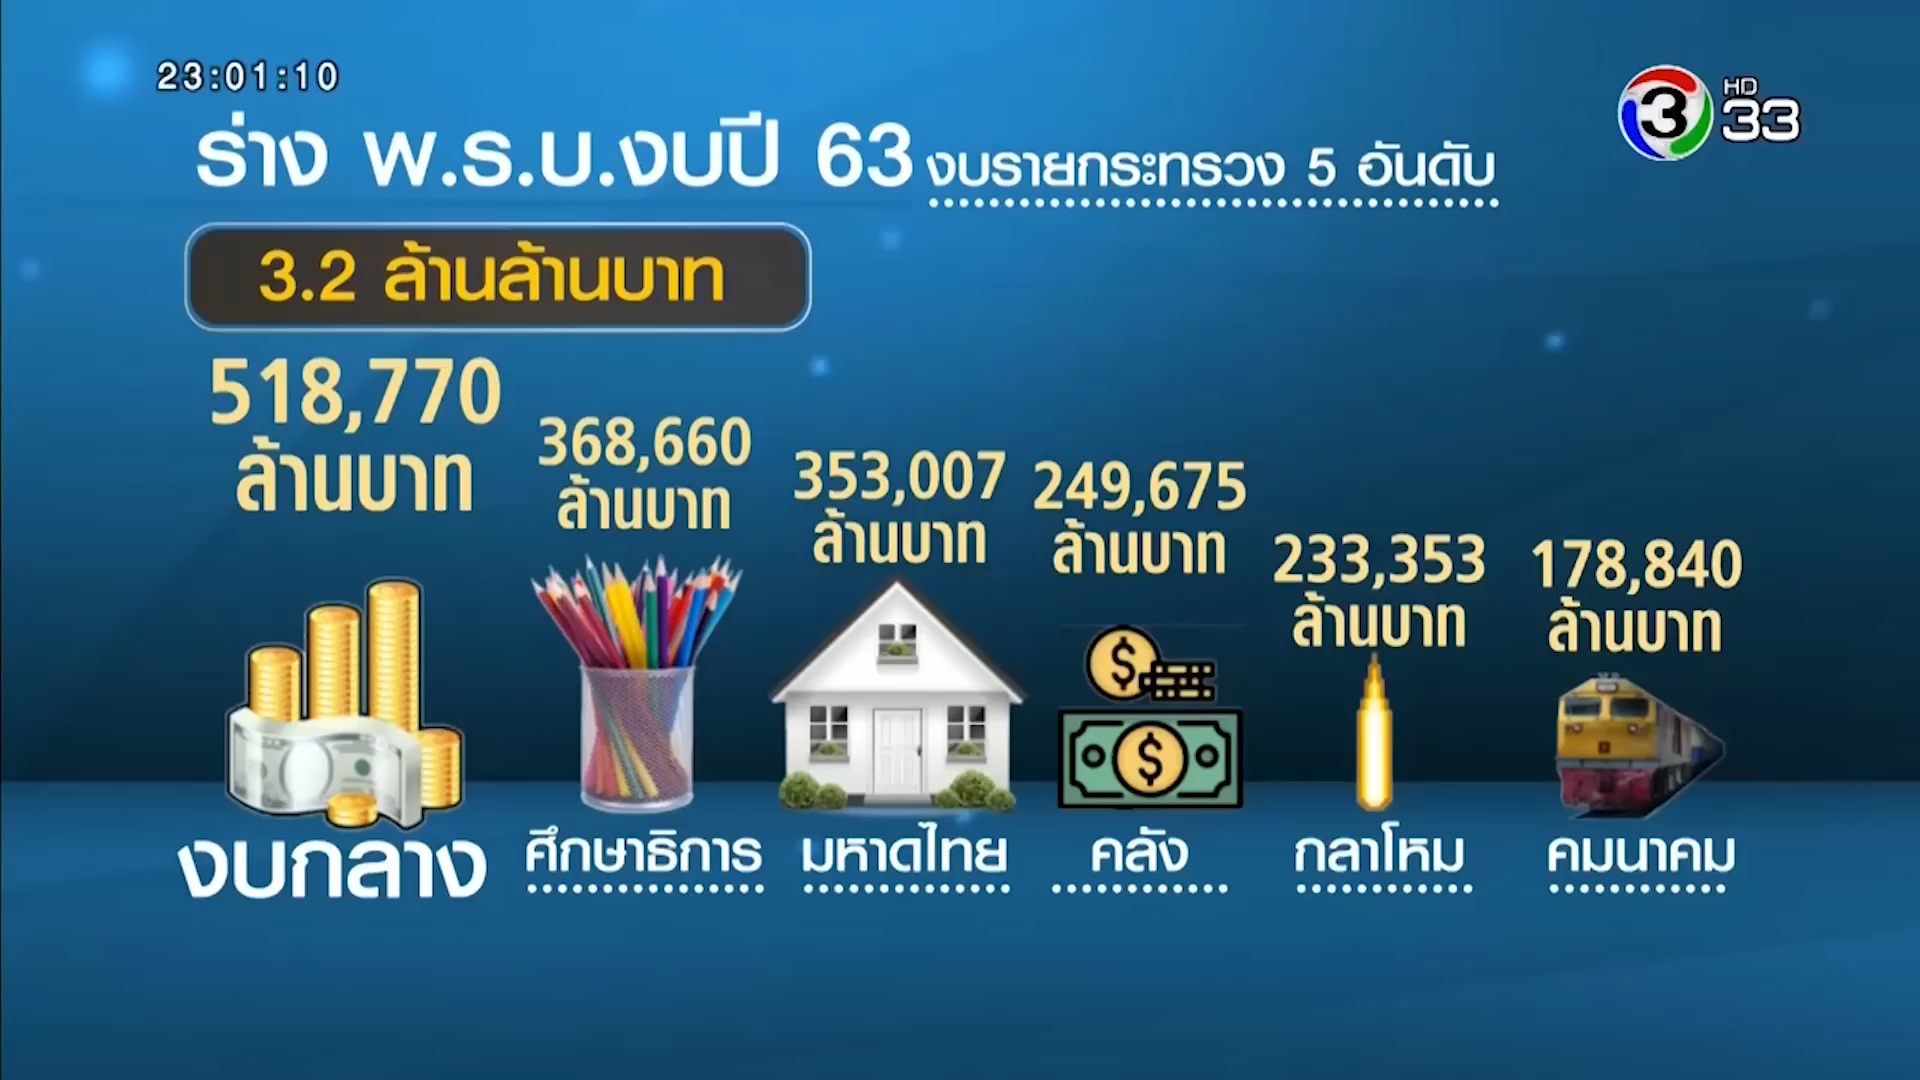 23:01:10
3 HD 33
ร่าง พ.ร.บ.งบปี 63 งบรายกระทรวง 5 อันดับ
3.2 ล้านล้านบาท
518,770
ล้านบาท
368,660
ล้านบาท
353,007
ล้านบาท
249,675
ล้านบาท
233,353
ล้านบาท
178,840
ล้านบาท
$
$
งบกลาง
ศึกษาธิการ
มหาดไทย
คลัง
กลาโหม
คมนาคม